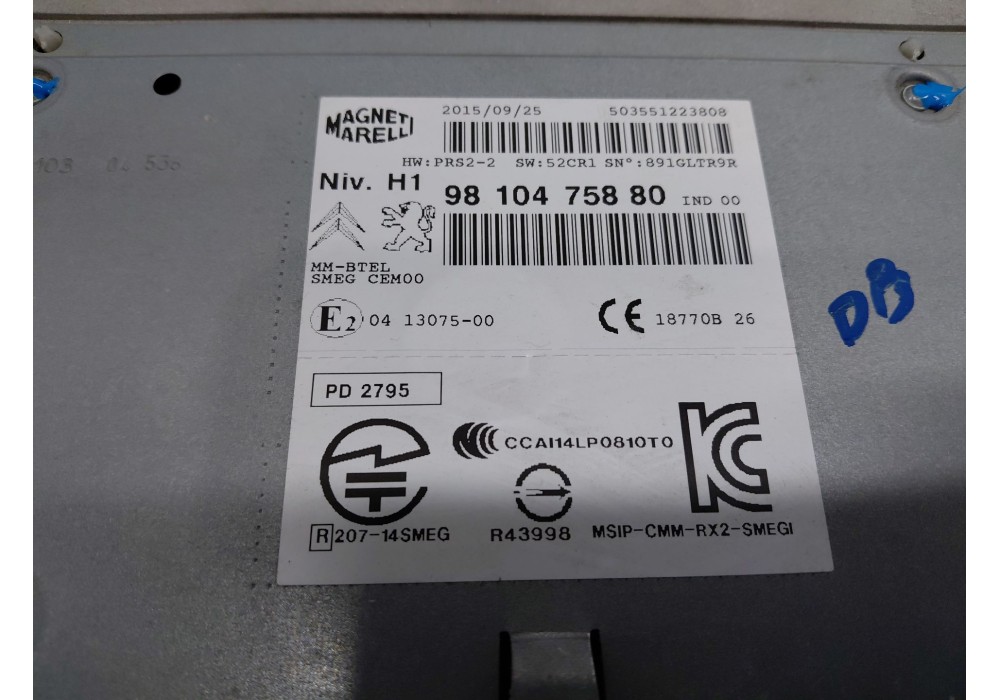 MAGNETI MARELLI
2015/09/25 503551223808
HW:PRS2-2 SW:52CR1 SN°:891GLTR9R
Niv. H1 98 104 758 80 IND 00
MM-BTEL
SMEG CEM00
E2 04 13075-00 CE 18770B 26
PD 2795
CCAI14LP0810T0
R 207-14SMEG R43998 MSIP-CMM-RX2-SMEGI
DB